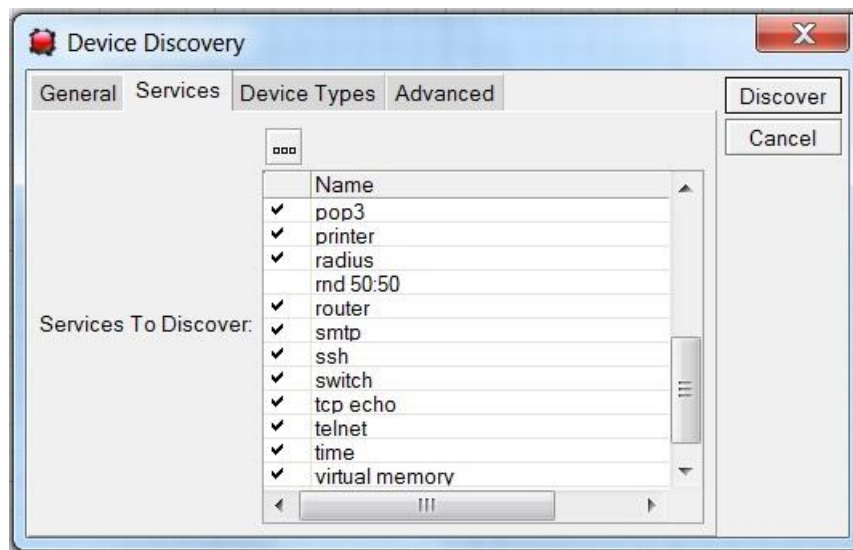 Device Discovery
General Services Device Types Advanced
Discover
Cancel
Name
pop3
printer
radius
rnd 50:50
router
Services To Discover:
smtp
ssh
switch
tcp echo
telnet
time
virtual memory